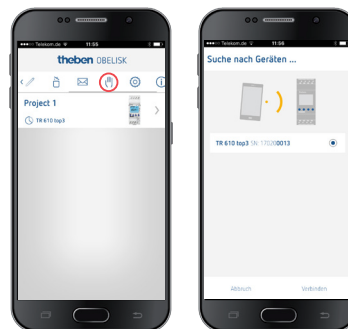 Telekom.de
11:55
theben OBELISK
Project 1
TR 610 top3
Telekom.de
11:56
Suche nach Geräten ...
TR 610 top3 SN: 170200013
Abbruch
Verbinden